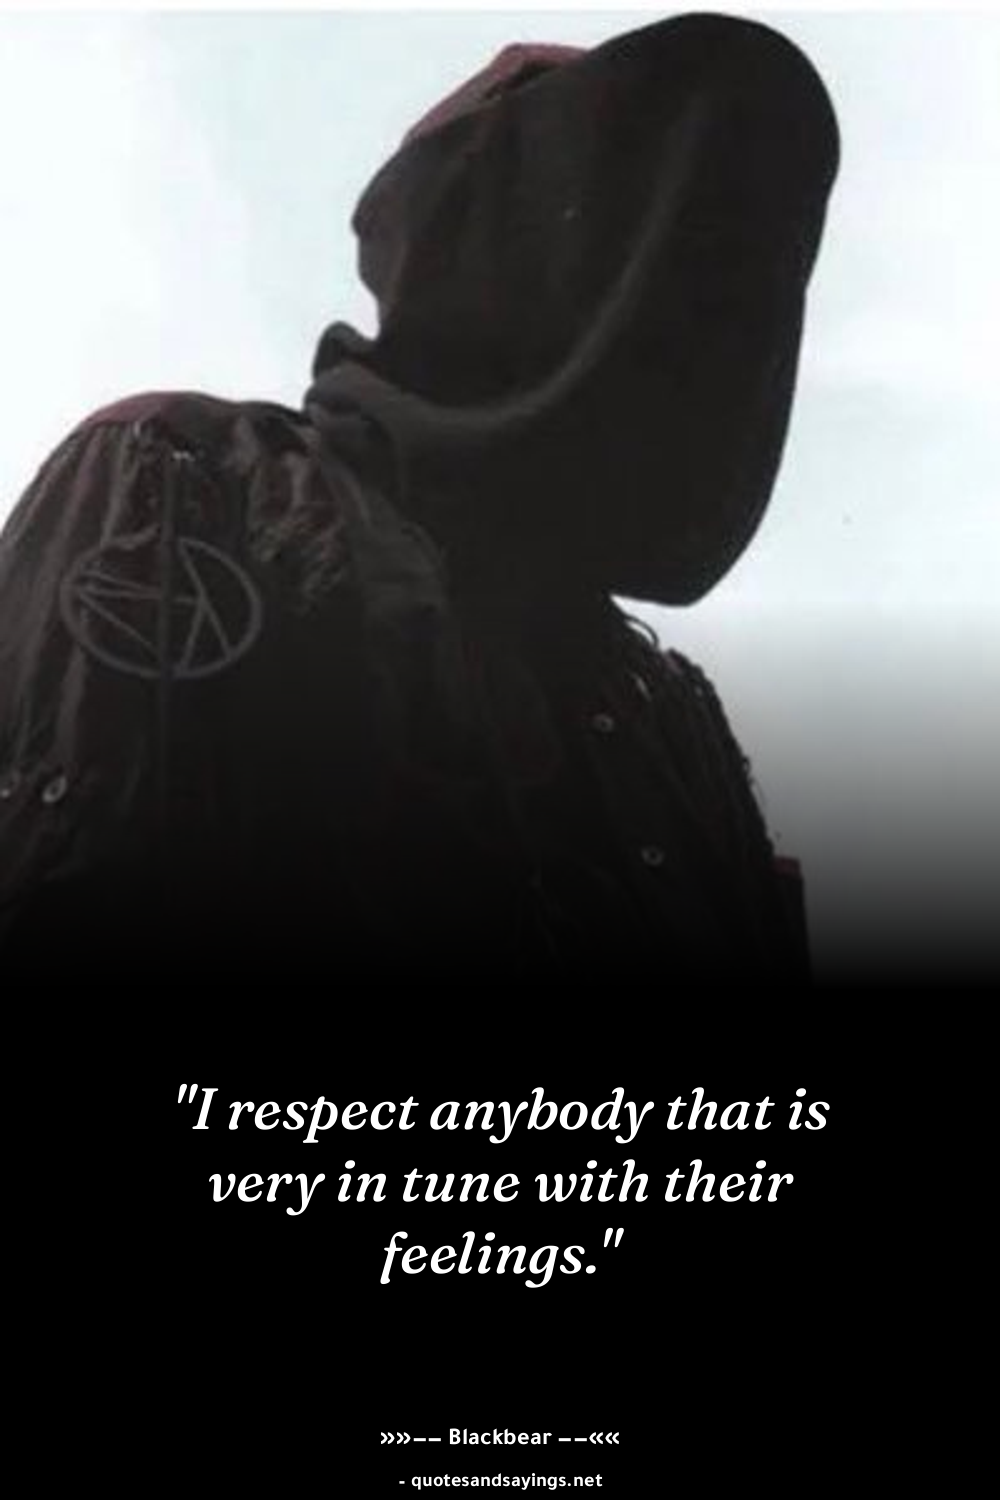 "I respect anybody that is
very in tune with their
feelings."
»»–– Blackbear ––««
- quotesandsayings.net